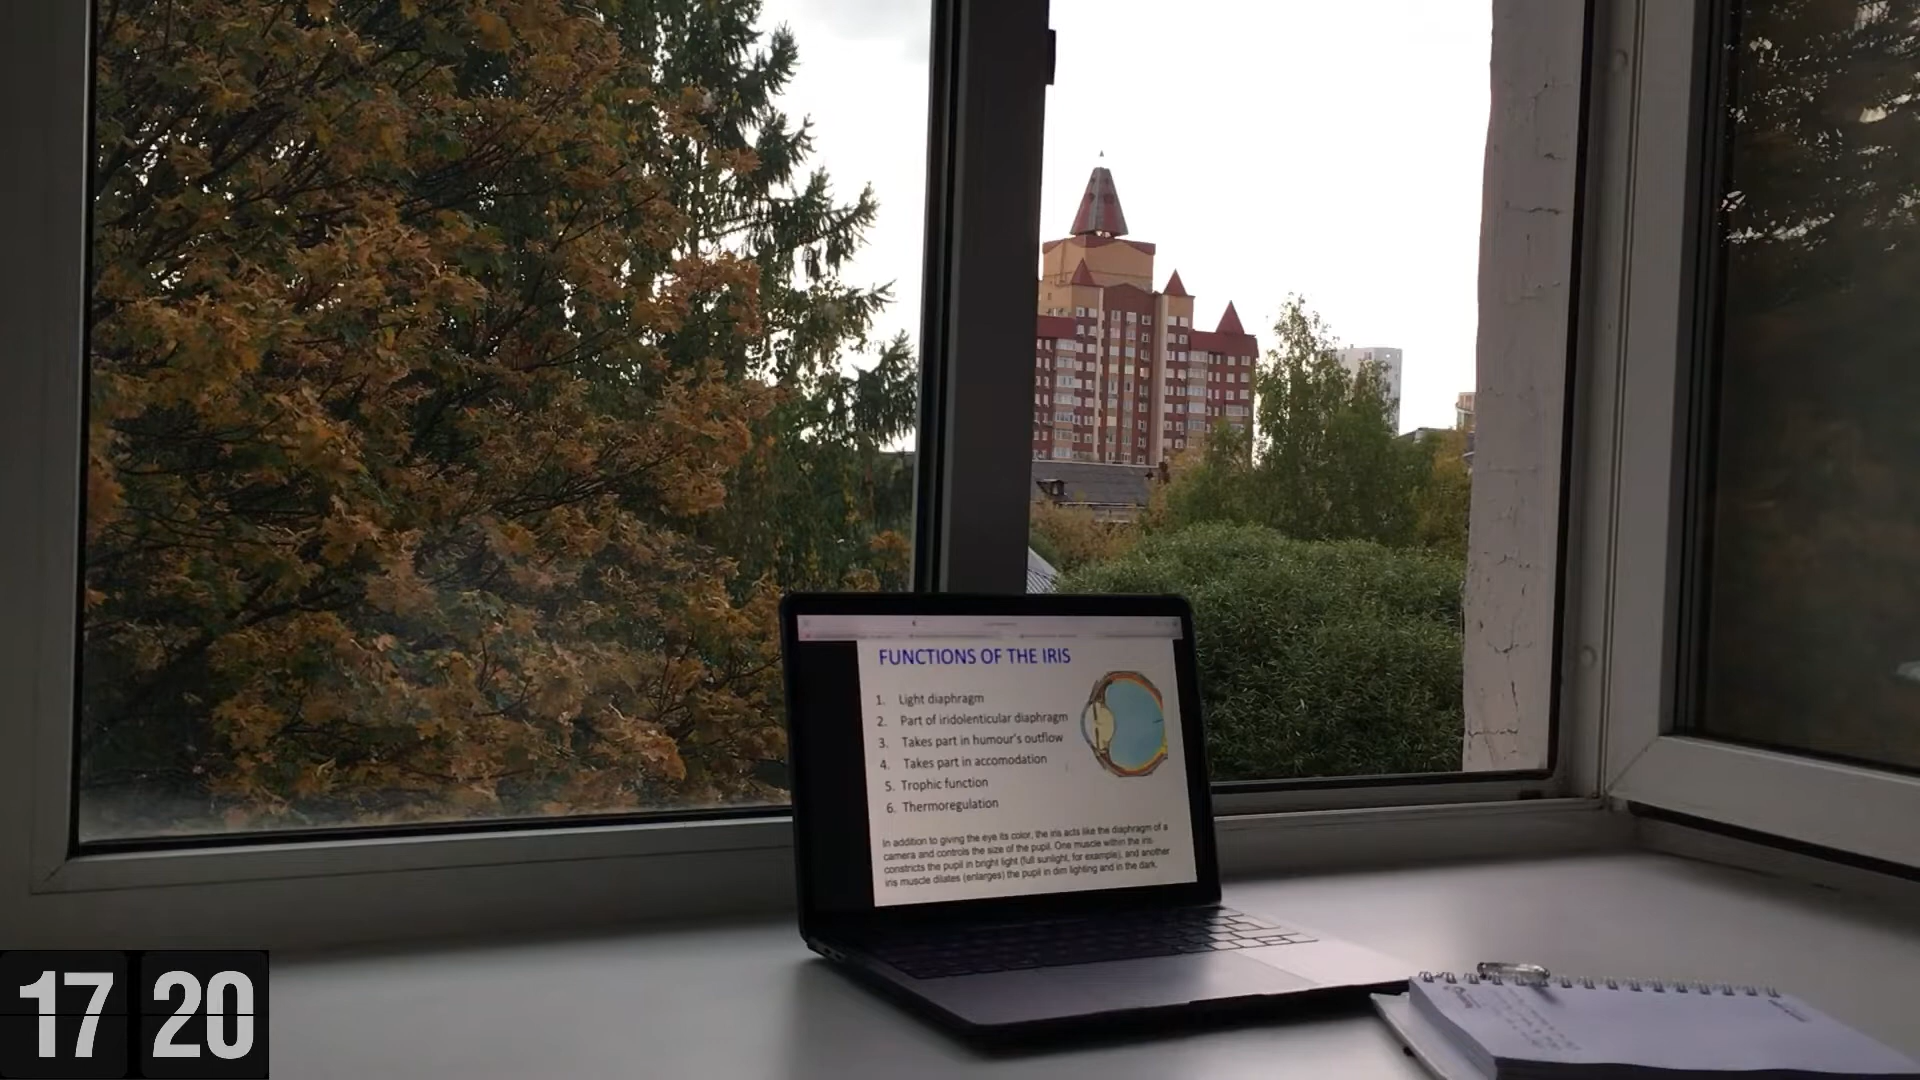 FUNCTIONS OF THE IRIS
1. Light diaphragm
2. Part of iridolenticular diaphragm
3. Takes part in humour's outflow
4. Takes part in accomodation
5. Trophic function
6. Thermoregulation
In addition to giving the eye its color, the iris acts like the diaphragm of a
camera and controls the size of the pupil. One muscle within the iris
constricts the pupil in bright light (full sunlight, for example), and another
iris muscle dilates (enlarges) the pupil in dim lighting and in the dark.
17 20